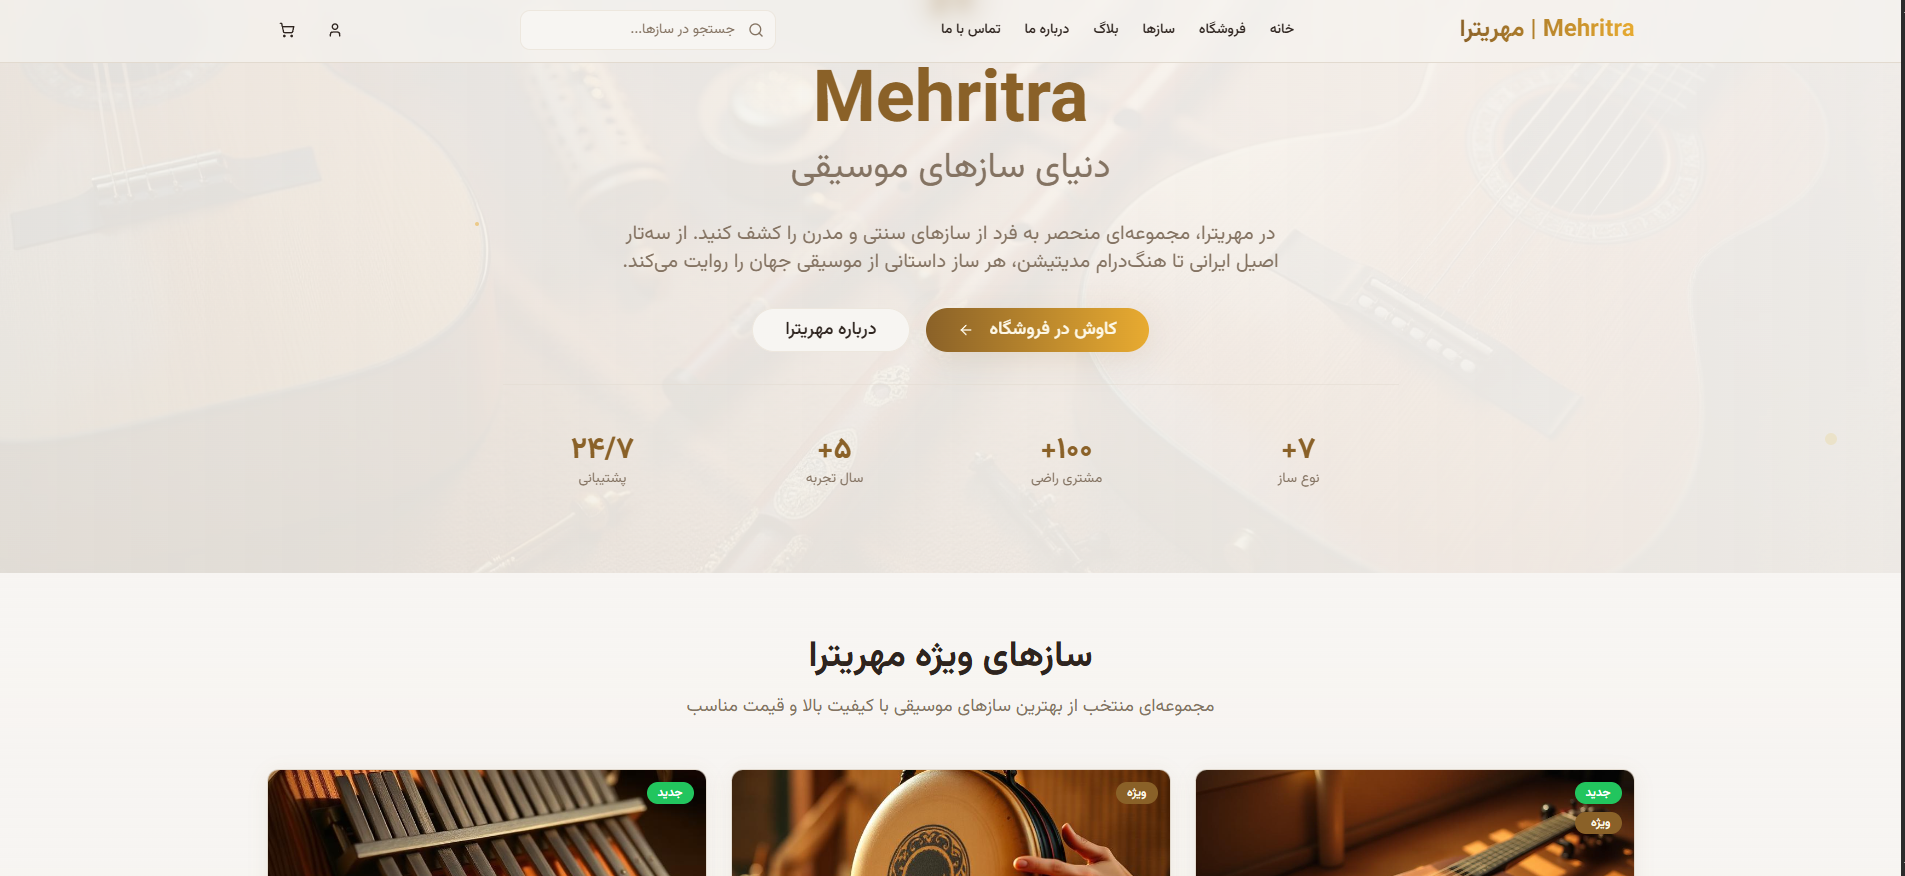 Mehritra | مهریترا
خانه
فروشگاه
سازها
بلاگ
درباره ما
تماس با ما
جستجو در سازها...
Mehritra
دنیای سازهای موسیقی
در مهریترا، مجموعه‌ای منحصر به فرد از سازهای سنتی و مدرن را کشف کنید. از سه‌تار
اصیل ایرانی تا هنگ‌درام مدیتیشن، هر ساز داستانی از موسیقی جهان را روایت می‌کند.
کاوش در فروشگاه
درباره مهریترا
۷+
نوع ساز
۱۰۰+
مشتری راضی
۵+
سال تجربه
۲۴/۷
پشتیبانی
سازهای ویژه مهریترا
مجموعه‌ای منتخب از بهترین سازهای موسیقی با کیفیت بالا و قیمت مناسب
جدید
ویژه
ویژه
جدید